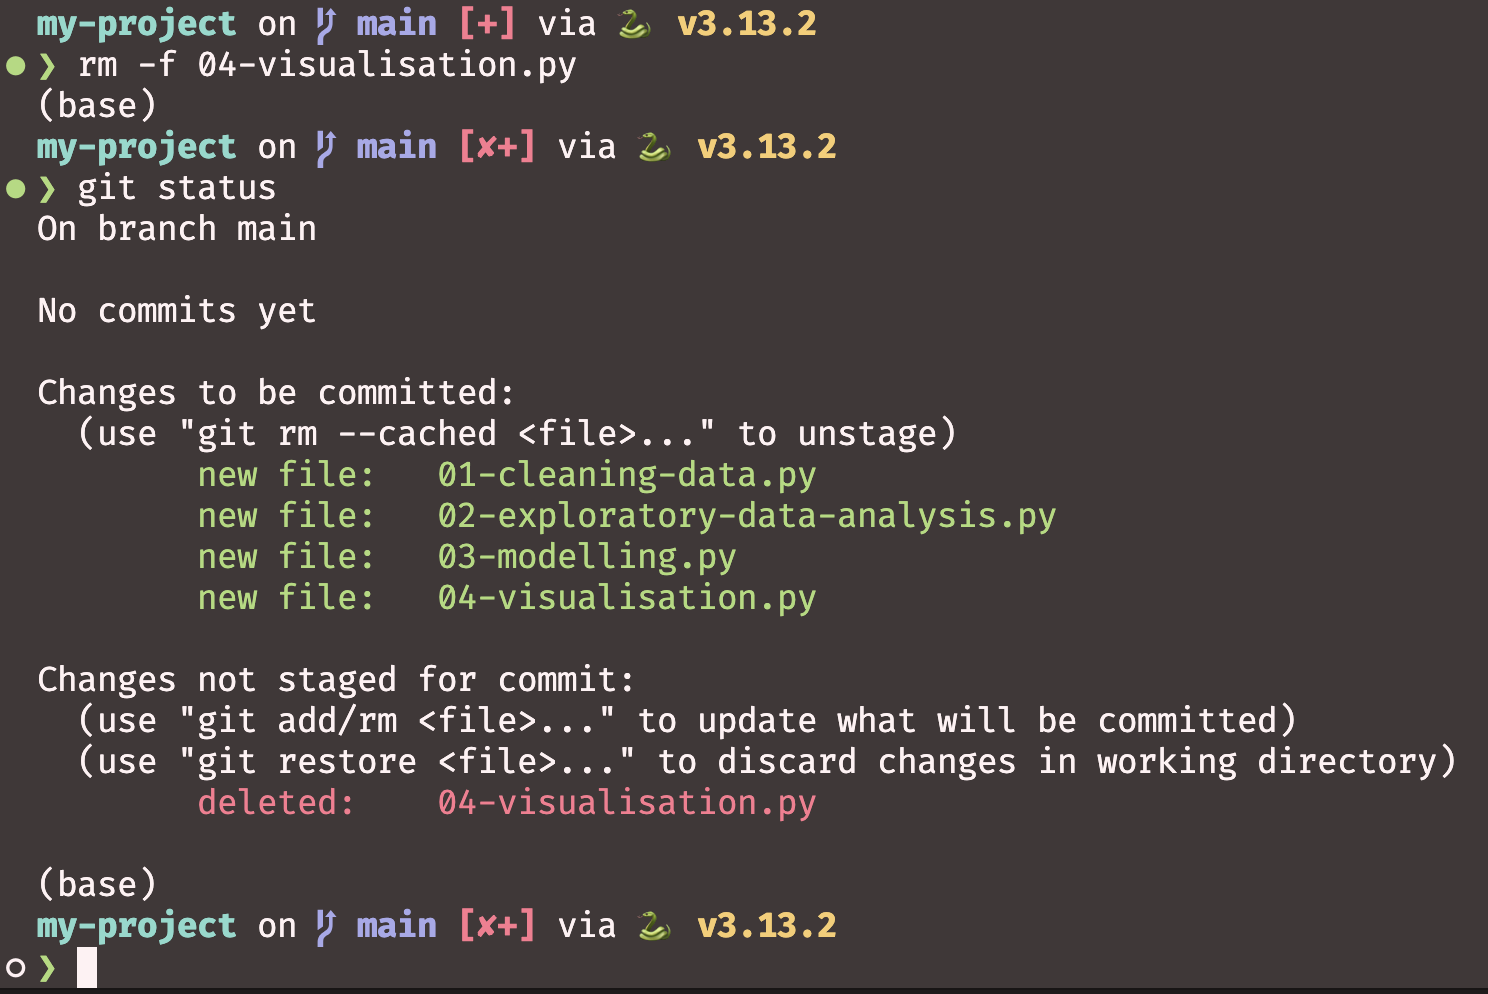 my-project on main [+] via 🐍 v3.13.2
❯ rm -f 04-visualisation.py
(base)
my-project on main [✘+] via 🐍 v3.13.2
❯ git status
On branch main
No commits yet
Changes to be committed:
(use "git rm --cached <file>..." to unstage)
new file: 01-cleaning-data.py
new file: 02-exploratory-data-analysis.py
new file: 03-modelling.py
new file: 04-visualisation.py
Changes not staged for commit:
(use "git add/rm <file>..." to update what will be committed)
(use "git restore <file>..." to discard changes in working directory)
deleted: 04-visualisation.py
(base)
my-project on main [✘+] via 🐍 v3.13.2
❯